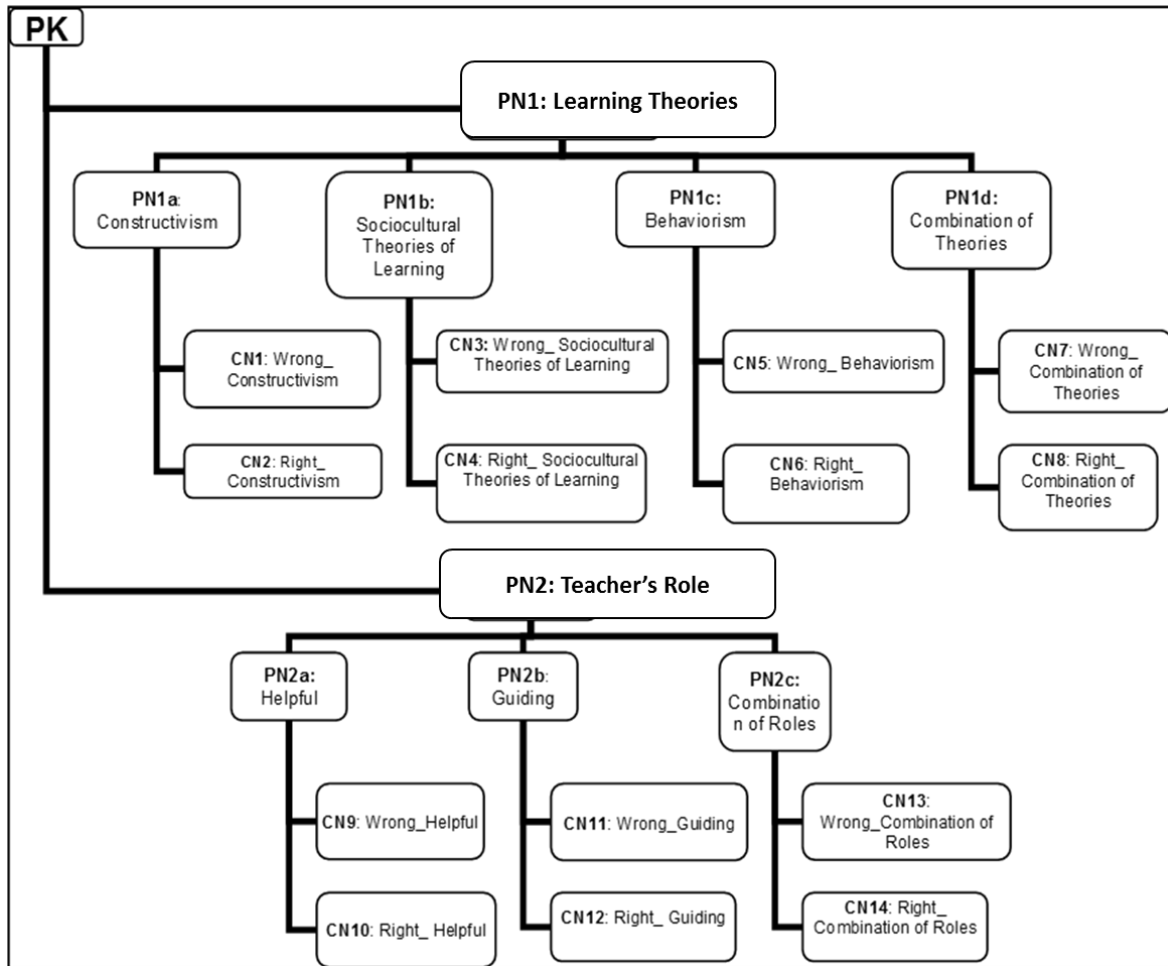 PK
PN1: Learning Theories
PN1a:
Constructivism
PN1b:
Sociocultural
Theories of
Learning
PN1c:
Behaviorism
PN1d:
Combination of
Theories
CN1: Wrong_
Constructivism
CN3: Wrong_ Sociocultural
Theories of Learning
CN5: Wrong_ Behaviorism
CN7: Wrong_
Combination of
Theories
CN2: Right_
Constructivism
CN4: Right_ Sociocultural
Theories of Learning
CN6: Right_
Behaviorism
CN8: Right_
Combination of
Theories
PN2: Teacher’s Role
PN2a:
Helpful
PN2b:
Guiding
PN2c:
Combinatio
n of Roles
CN9: Wrong_Helpful
CN11: Wrong_Guiding
CN13:
Wrong_Combination of
Roles
CN10: Right_ Helpful
CN12: Right_ Guiding
CN14: Right_
Combination of Roles